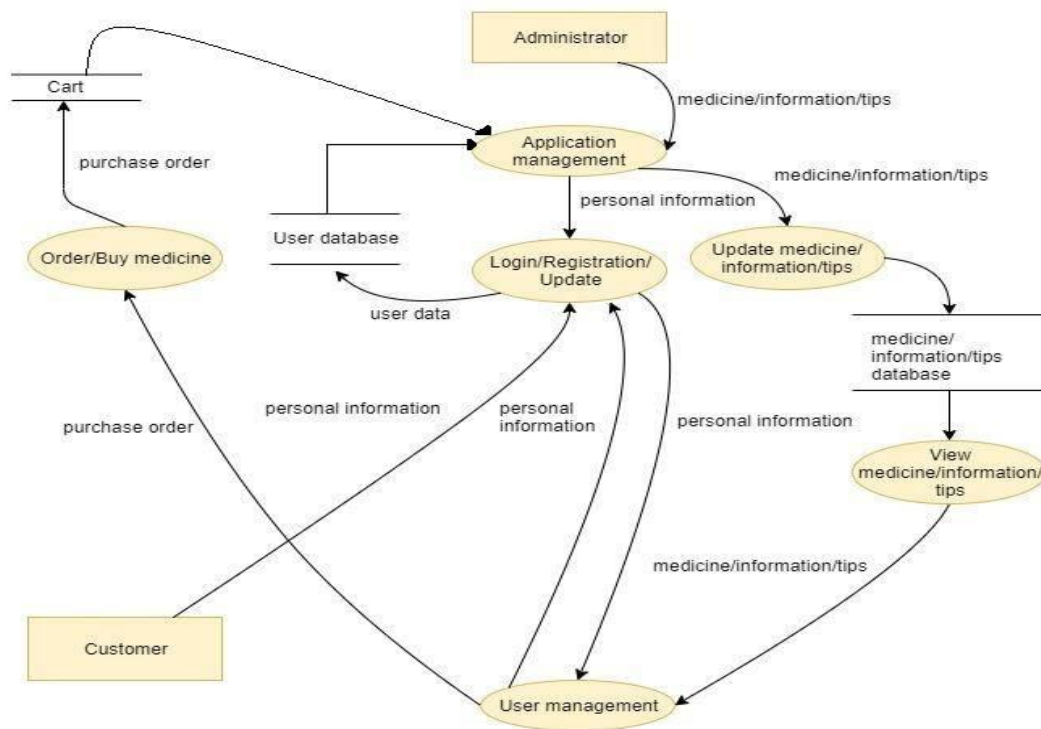 Administrator
Cart
medicine/information/tips
Application
management
purchase order
medicine/information/tips
personal information
User database
Order/Buy medicine
Login/Registration/
Update
Update medicine/
information/tips
user data
medicine/
information/tips
database
personal information
personal
information
personal information
purchase order
View
medicine/information/
tips
medicine/information/tips
Customer
User management